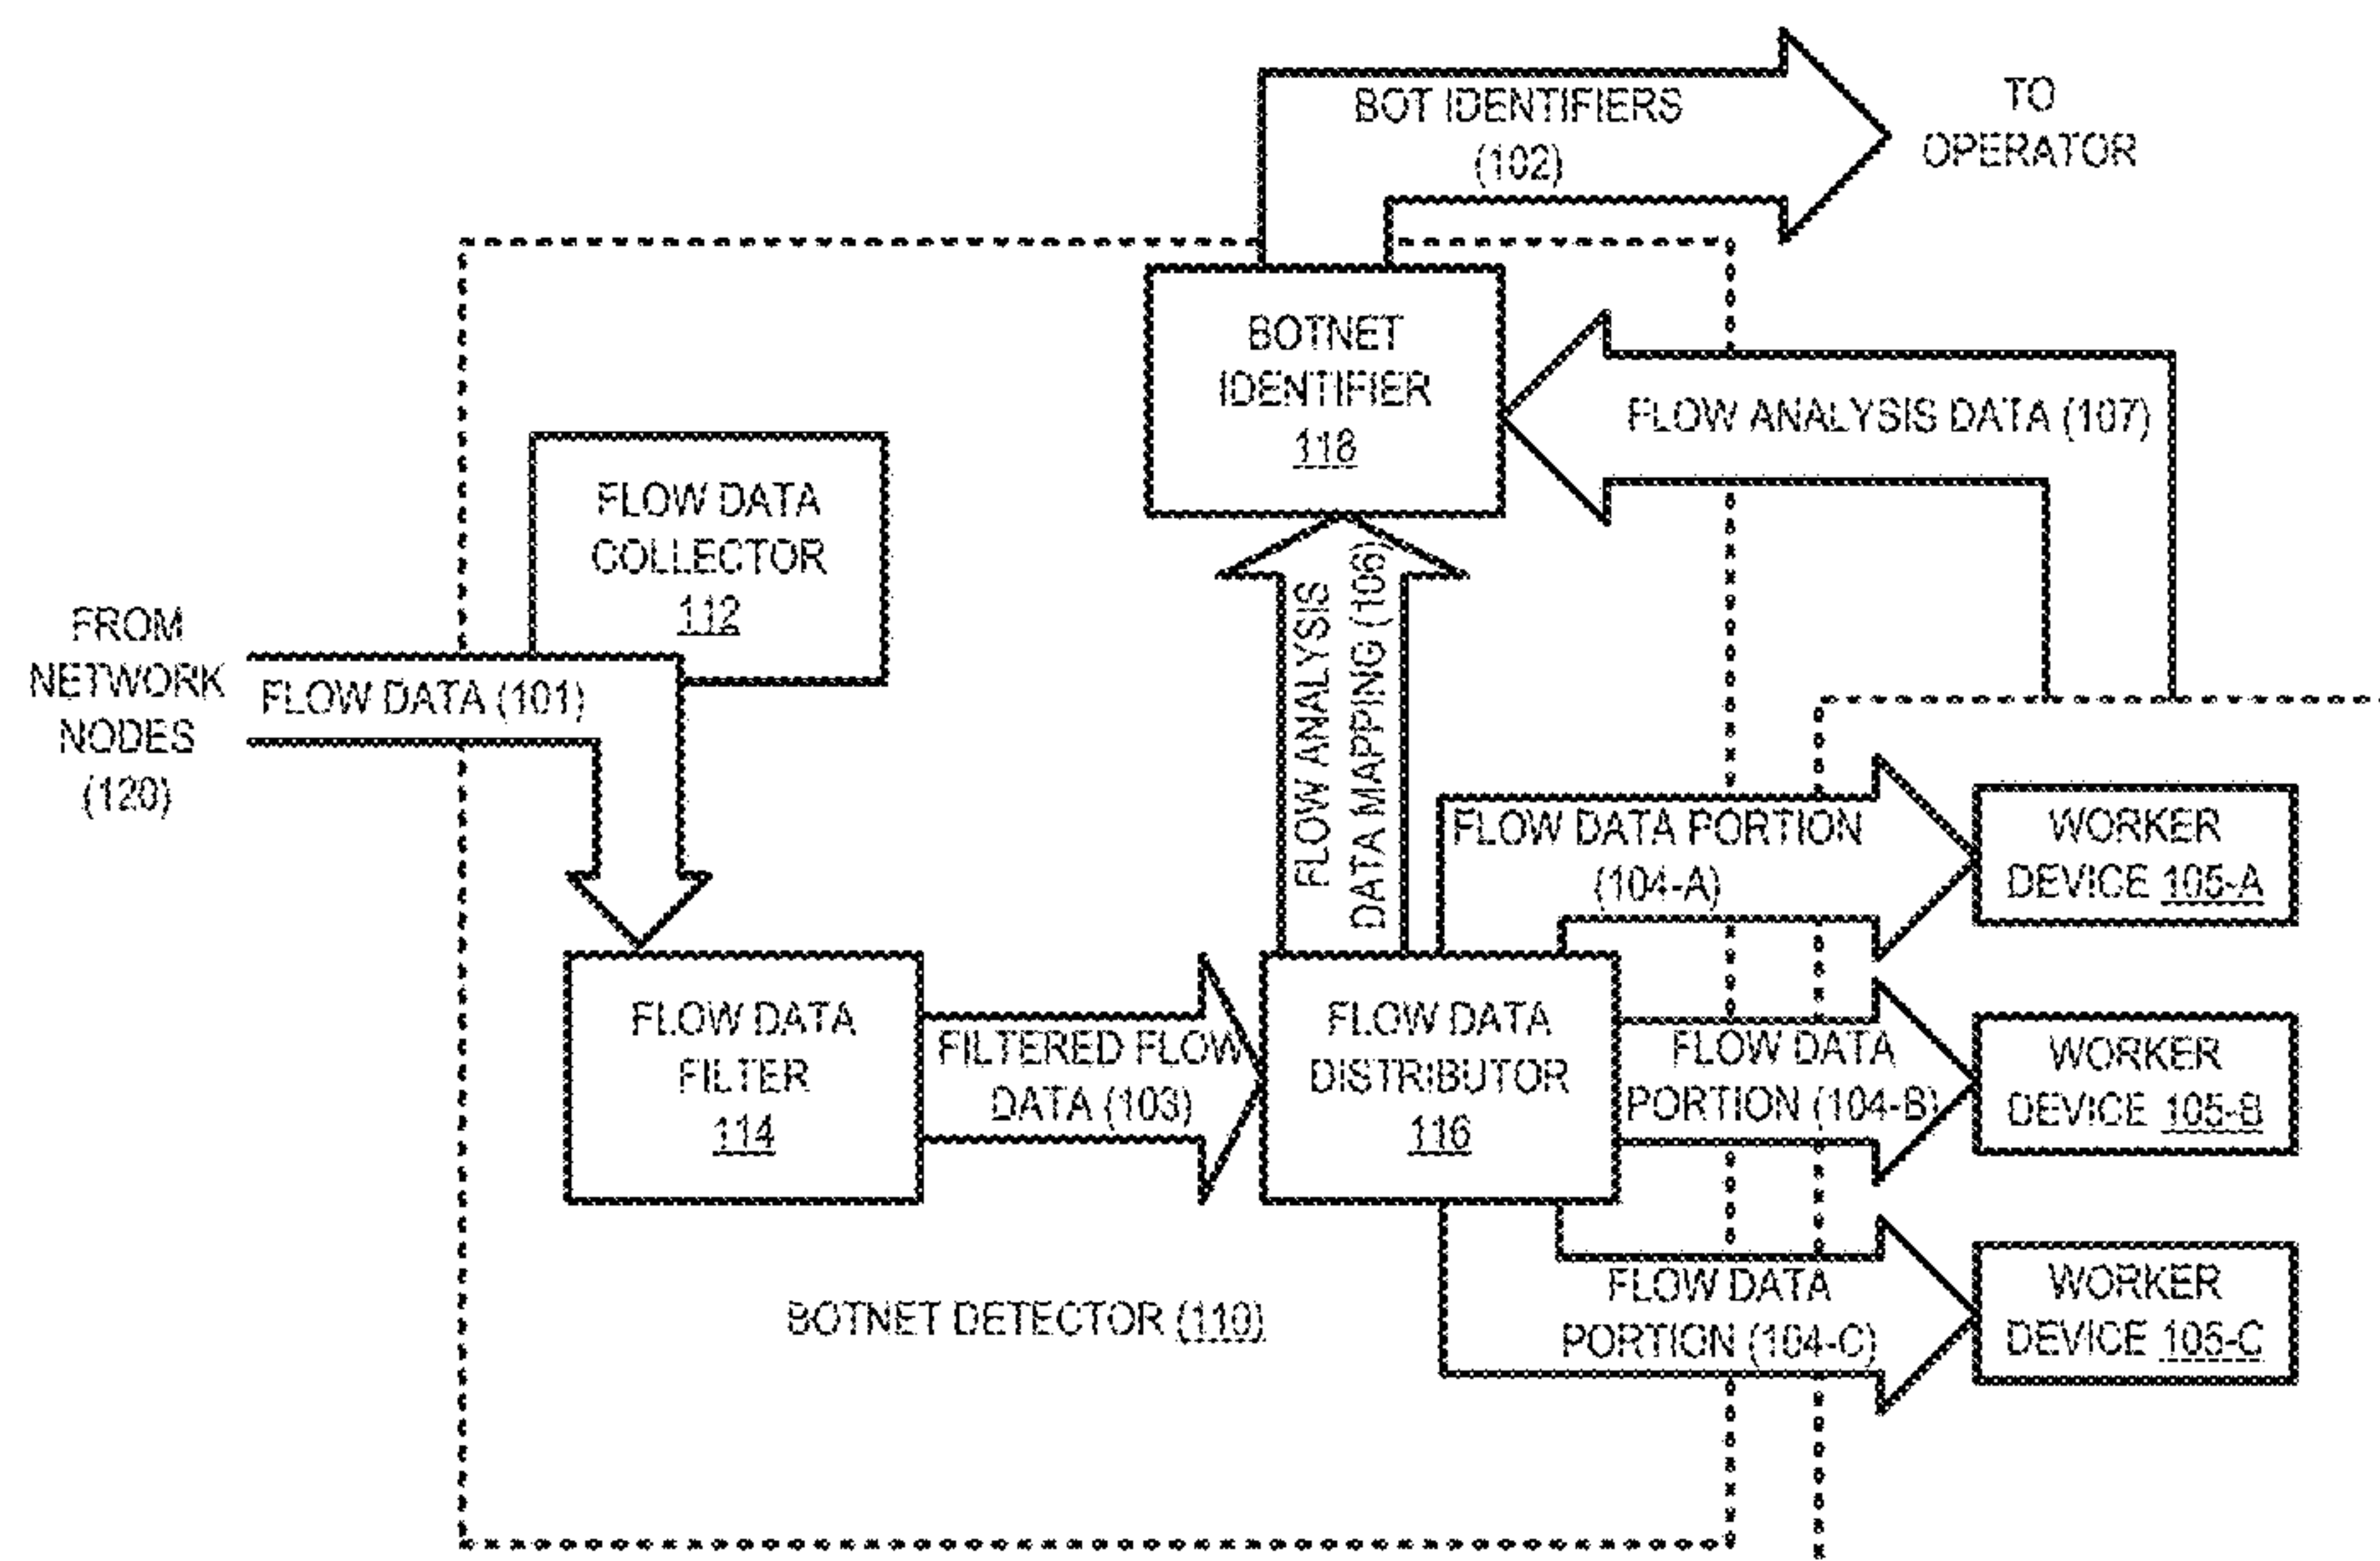 BOT IDENTIFIERS
(102)
TO
OPERATOR
BOTNET
IDENTIFIER
118
FLOW ANALYSIS DATA (107)
FLOW DATA
COLLECTOR
112
FROM
NETWORK
NODES
(120)
FLOW DATA (101)
FLOW ANALYSIS
DATA MAPPING (106)
FLOW DATA PORTION
(104-A)
WORKER
DEVICE 105-A
FLOW DATA
FILTER
114
FILTERED FLOW
DATA (103)
FLOW DATA
DISTRIBUTOR
116
FLOW DATA
PORTION (104-B)
WORKER
DEVICE 105-B
FLOW DATA
PORTION (104-C)
WORKER
DEVICE 105-C
BOTNET DETECTOR (110)